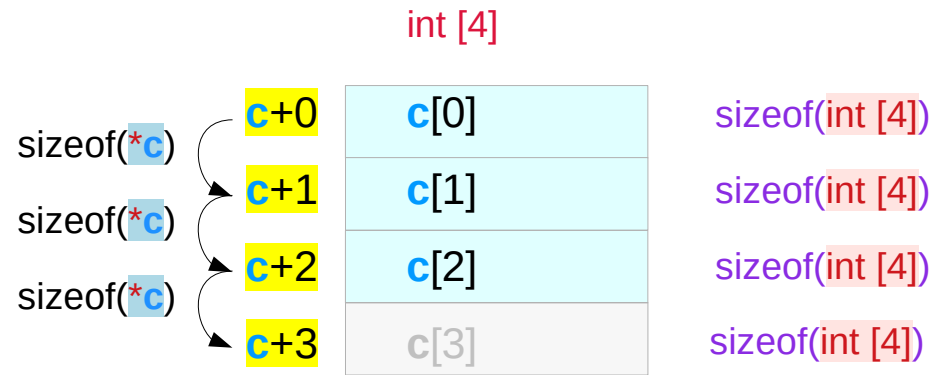 int [4]
c+0 c[0] sizeof(int [4])
sizeof(*c)
c+1 c[1] sizeof(int [4])
sizeof(*c)
c+2 c[2] sizeof(int [4])
sizeof(*c)
c+3 c[3] sizeof(int [4])